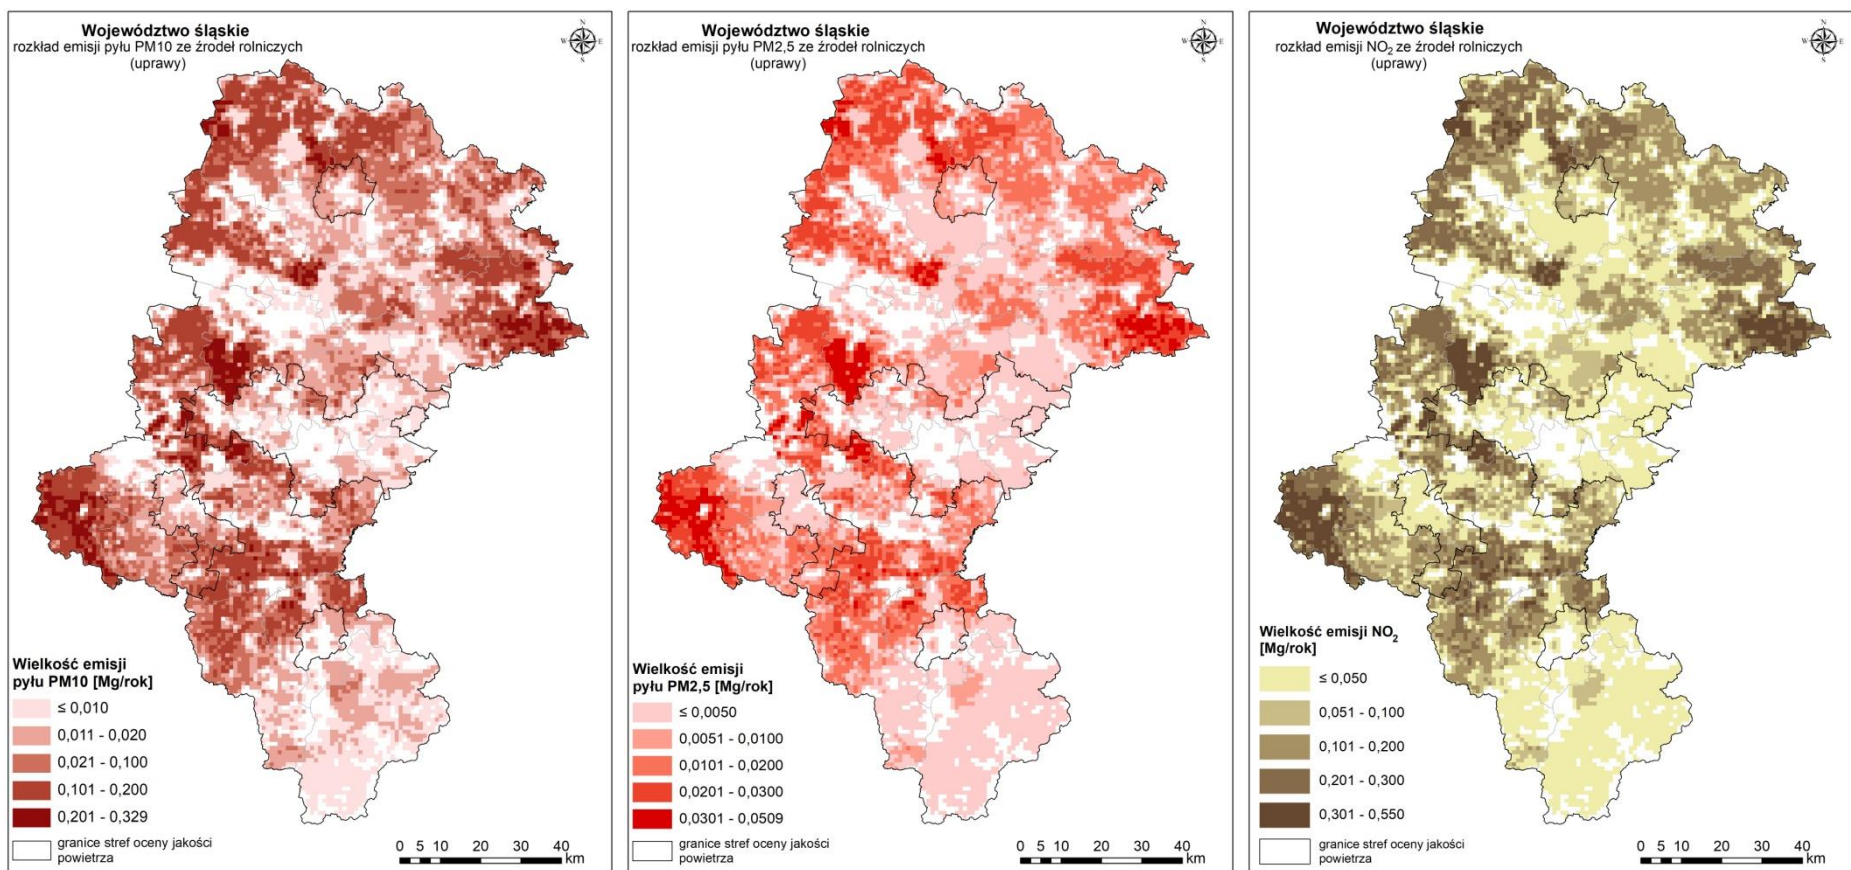 Województwo śląskie
rozkład emisji pyłu PM10 ze źrodeł rolniczych
(uprawy)
N
W E
S
Wielkość emisji
pyłu PM10 [Mg/rok]
≤ 0,010
0,011 - 0,020
0,021 - 0,100
0,101 - 0,200
0,201 - 0,329
granice stref oceny jakości
powietrza
0 5 10 20 30 40
km
Województwo śląskie
rozkład emisji pyłu PM2,5 ze źrodeł rolniczych
(uprawy)
N
W E
S
Wielkość emisji
pyłu PM2,5 [Mg/rok]
≤ 0,0050
0,0051 - 0,0100
0,0101 - 0,0200
0,0201 - 0,0300
0,0301 - 0,0509
granice stref oceny jakości
powietrza
0 5 10 20 30 40
km
Województwo śląskie
rozkład emisji NO₂ ze źrodeł rolniczych
(uprawy)
N
W E
S
Wielkość emisji NO₂
[Mg/rok]
≤ 0,050
0,051 - 0,100
0,101 - 0,200
0,201 - 0,300
0,301 - 0,550
granice stref oceny jakości
powietrza
0 5 10 20 30 40
km